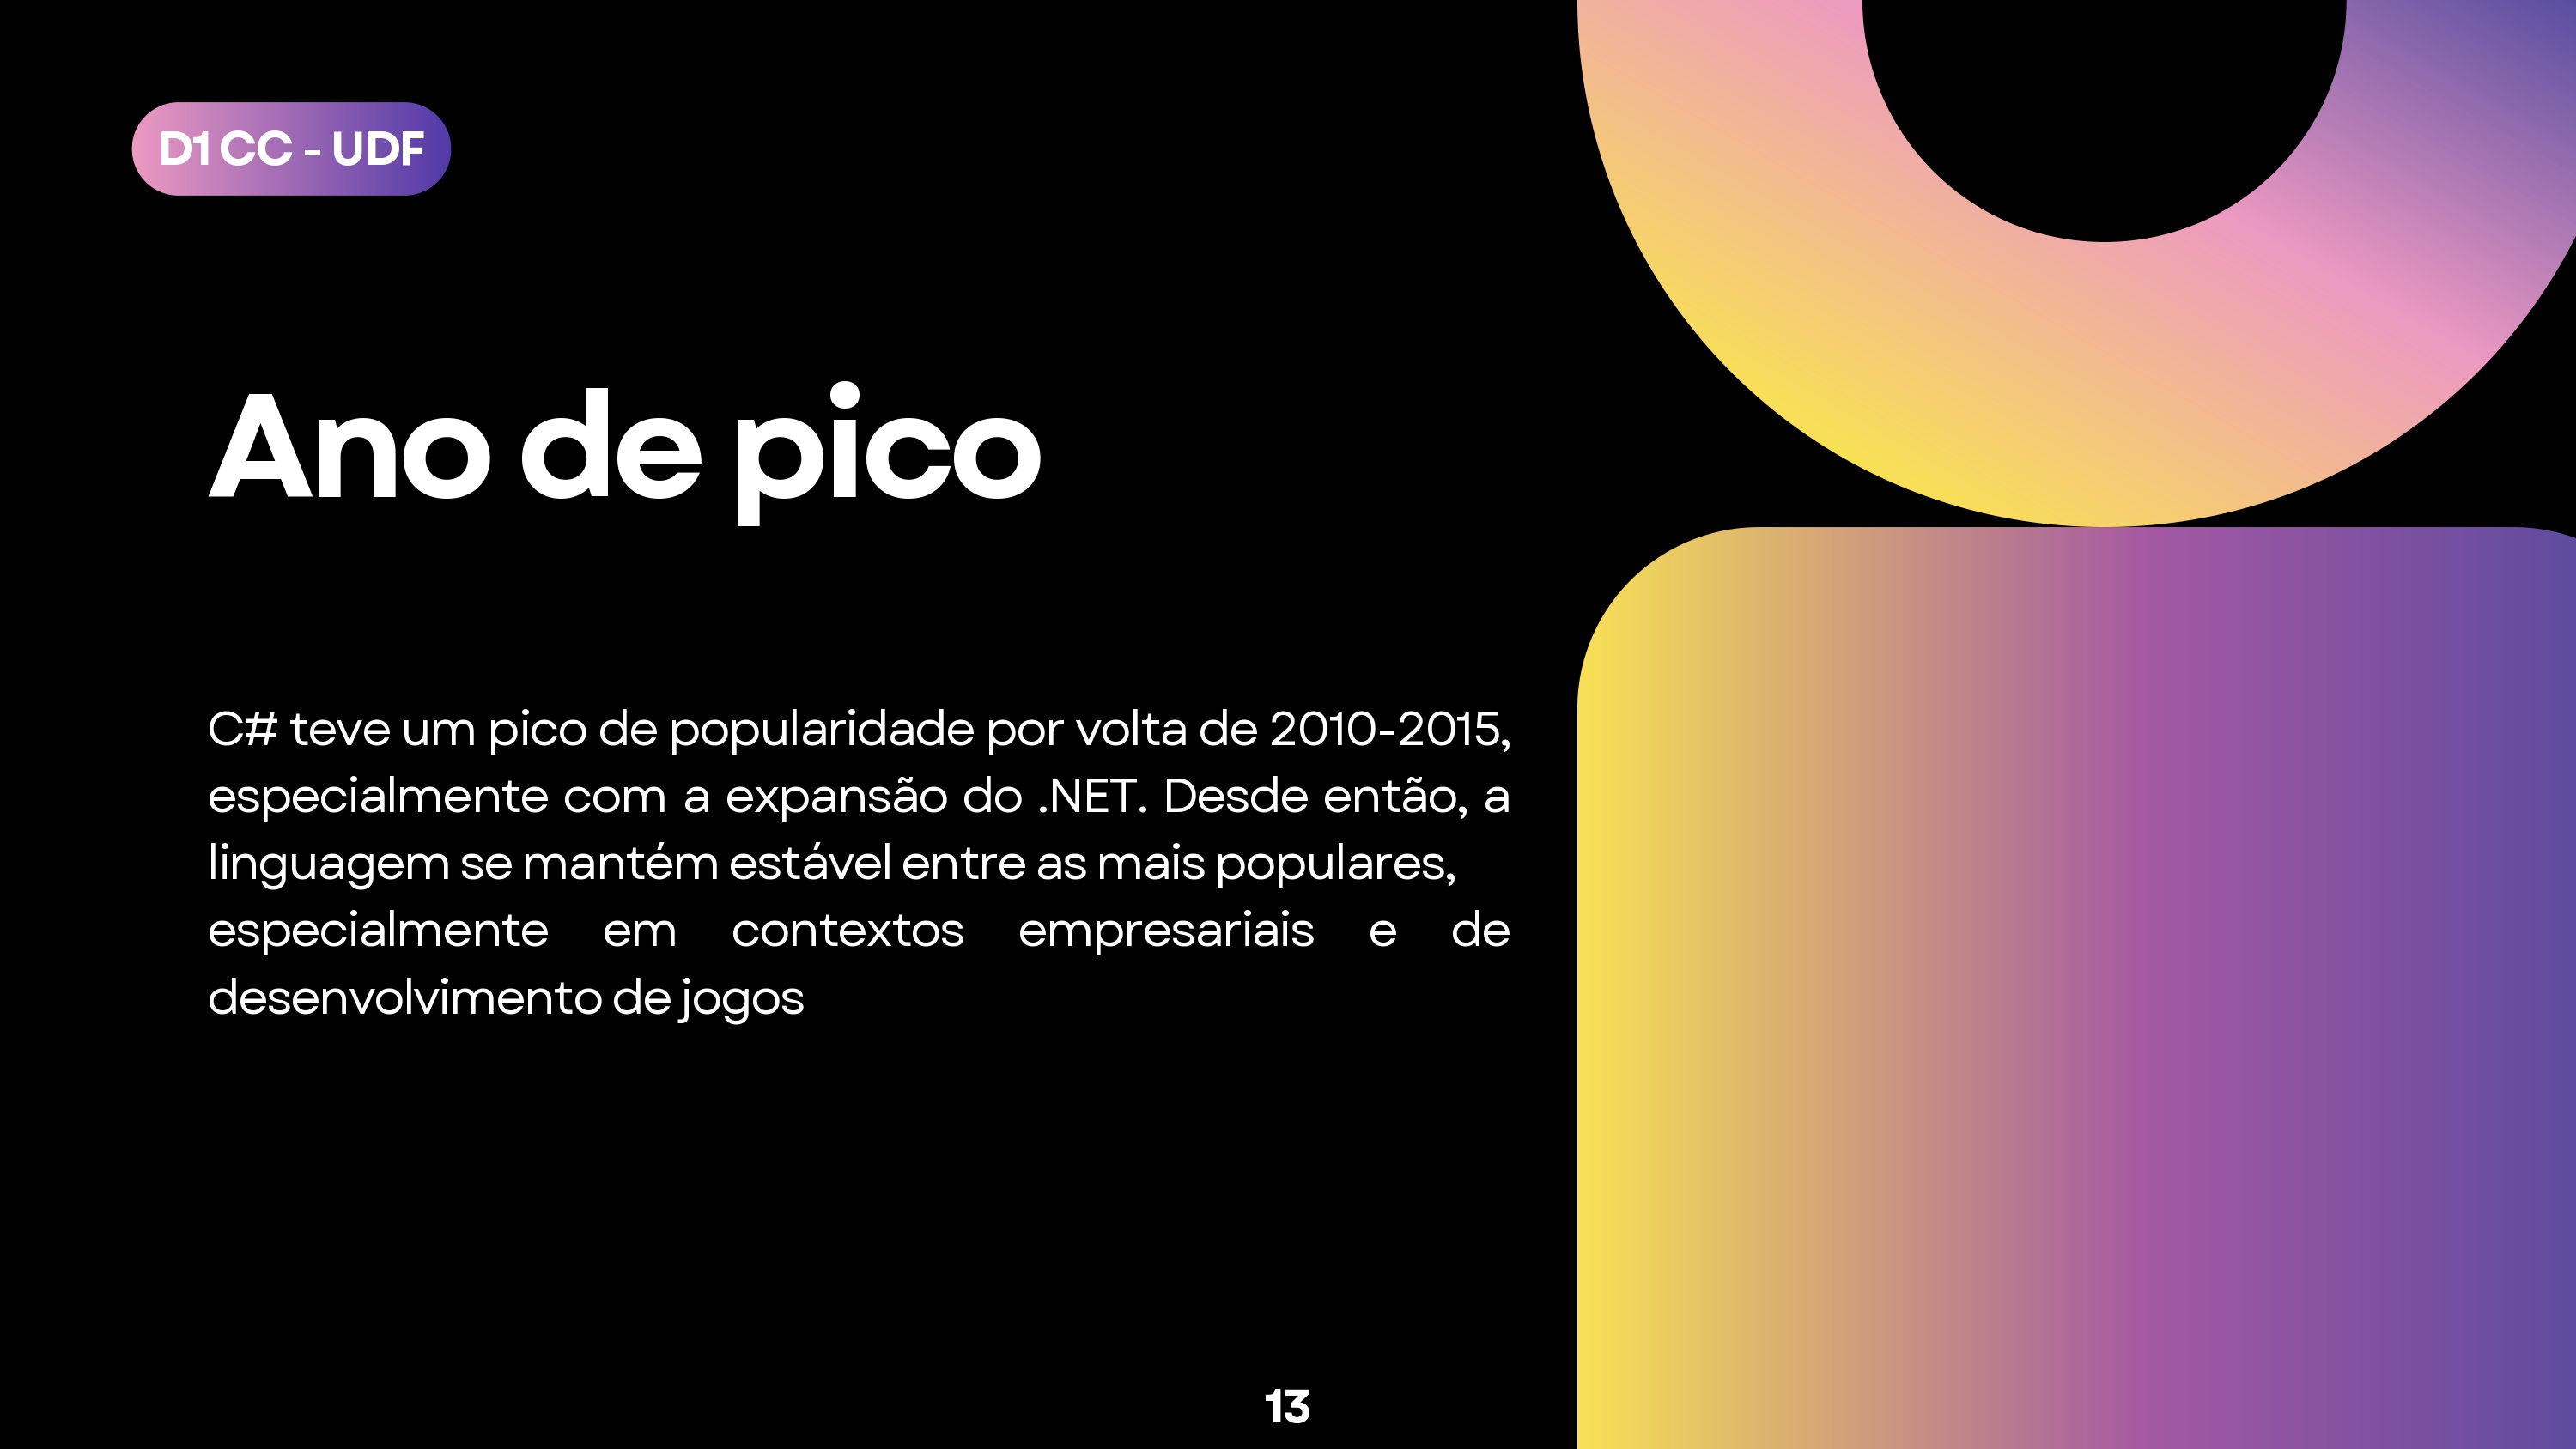 D1 CC - UDF
Ano de pico
C# teve um pico de popularidade por volta de 2010-2015,
especialmente com a expansão do .NET. Desde então, a
linguagem se mantém estável entre as mais populares,
especialmente em contextos empresariais e de
desenvolvimento de jogos
13